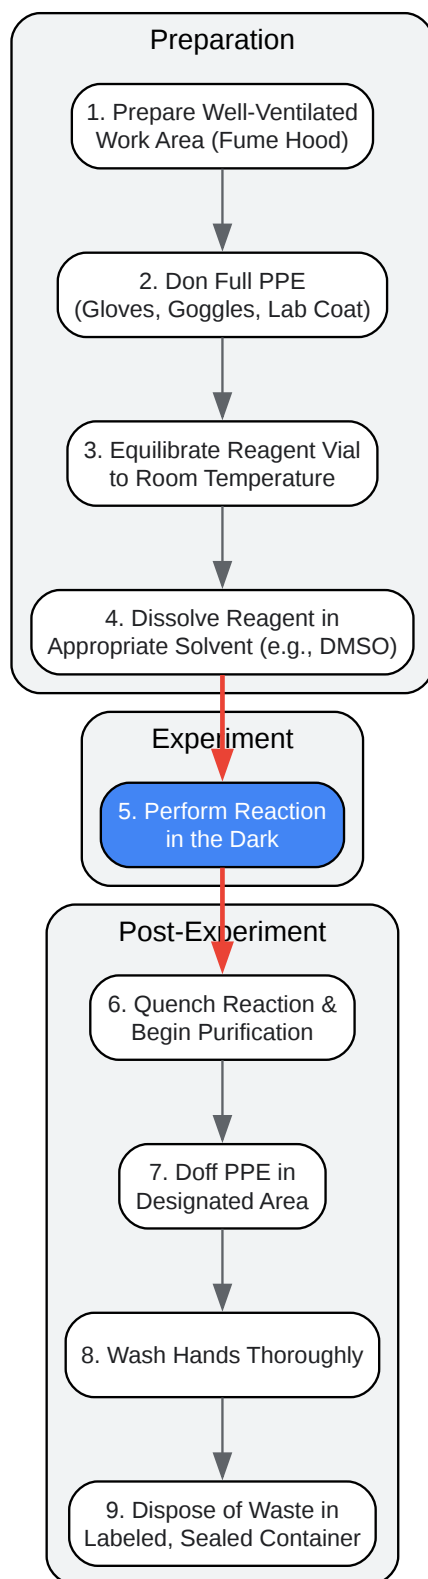 Preparation
1. Prepare Well-Ventilated
Work Area (Fume Hood)
2. Don Full PPE
(Gloves, Goggles, Lab Coat)
3. Equilibrate Reagent Vial
to Room Temperature
4. Dissolve Reagent in
Appropriate Solvent (e.g., DMSO)
Experiment
5. Perform Reaction
in the Dark
Post-Experiment
6. Quench Reaction &
Begin Purification
7. Doff PPE in
Designated Area
8. Wash Hands Thoroughly
9. Dispose of Waste in
Labeled, Sealed Container